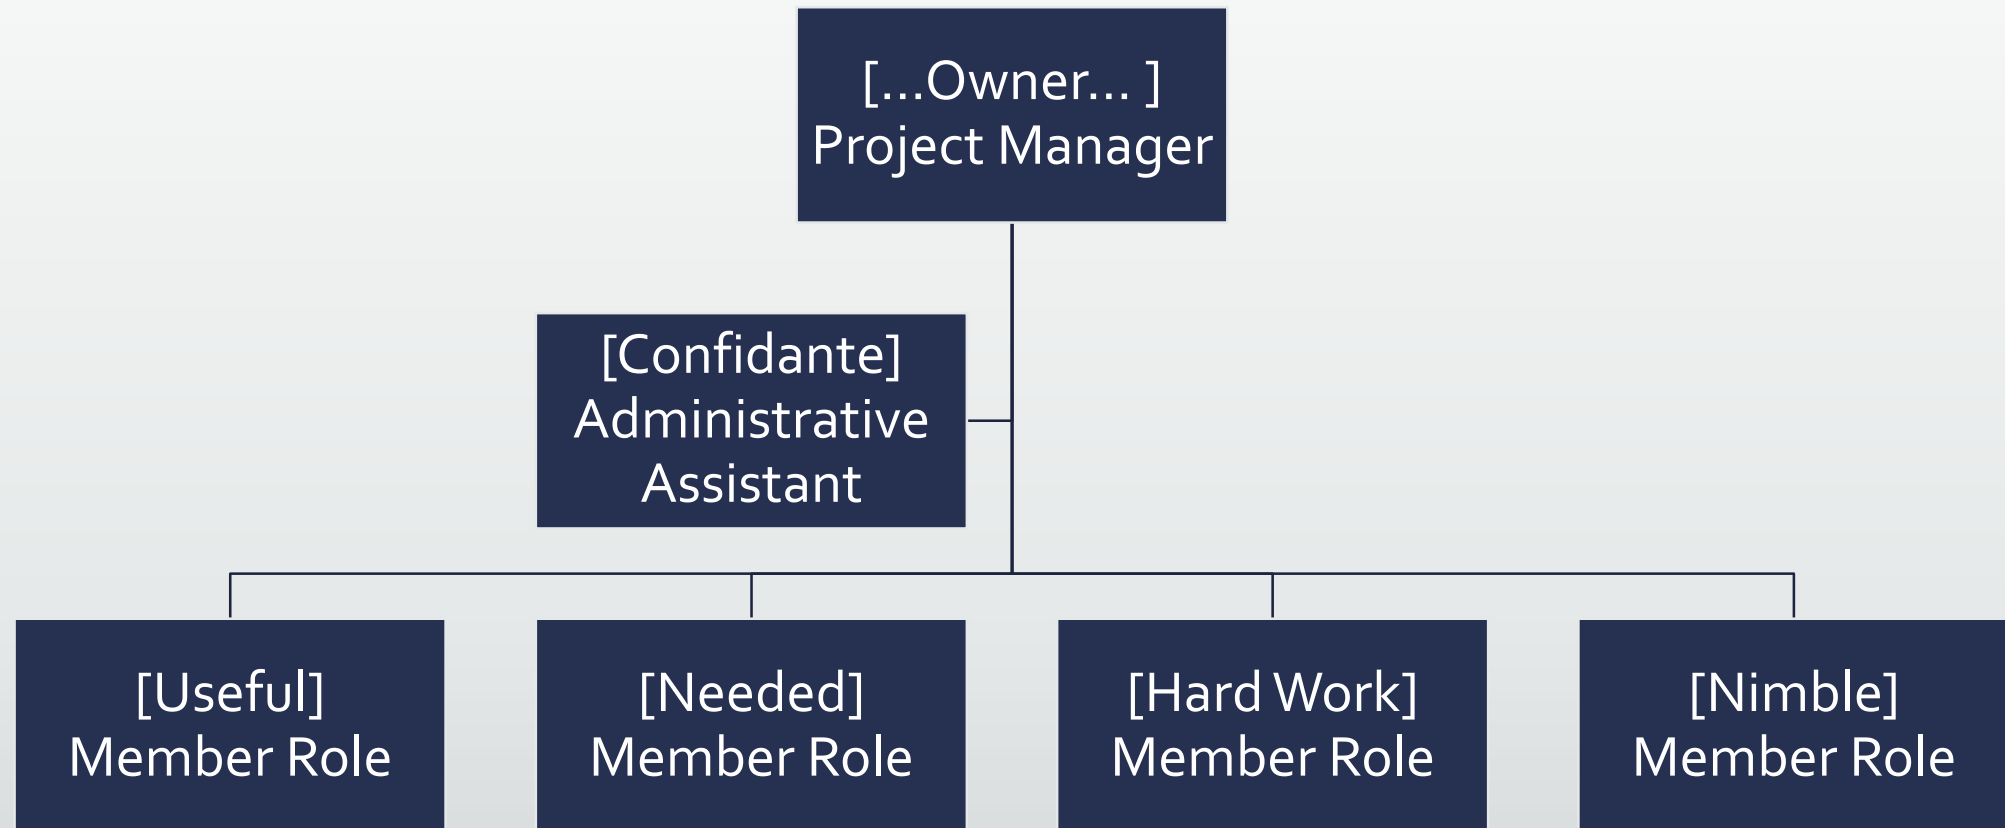 [...Owner... ]
Project Manager
[Confidante]
Administrative
Assistant
[Useful]
Member Role
[Needed]
Member Role
[Hard Work]
Member Role
[Nimble]
Member Role